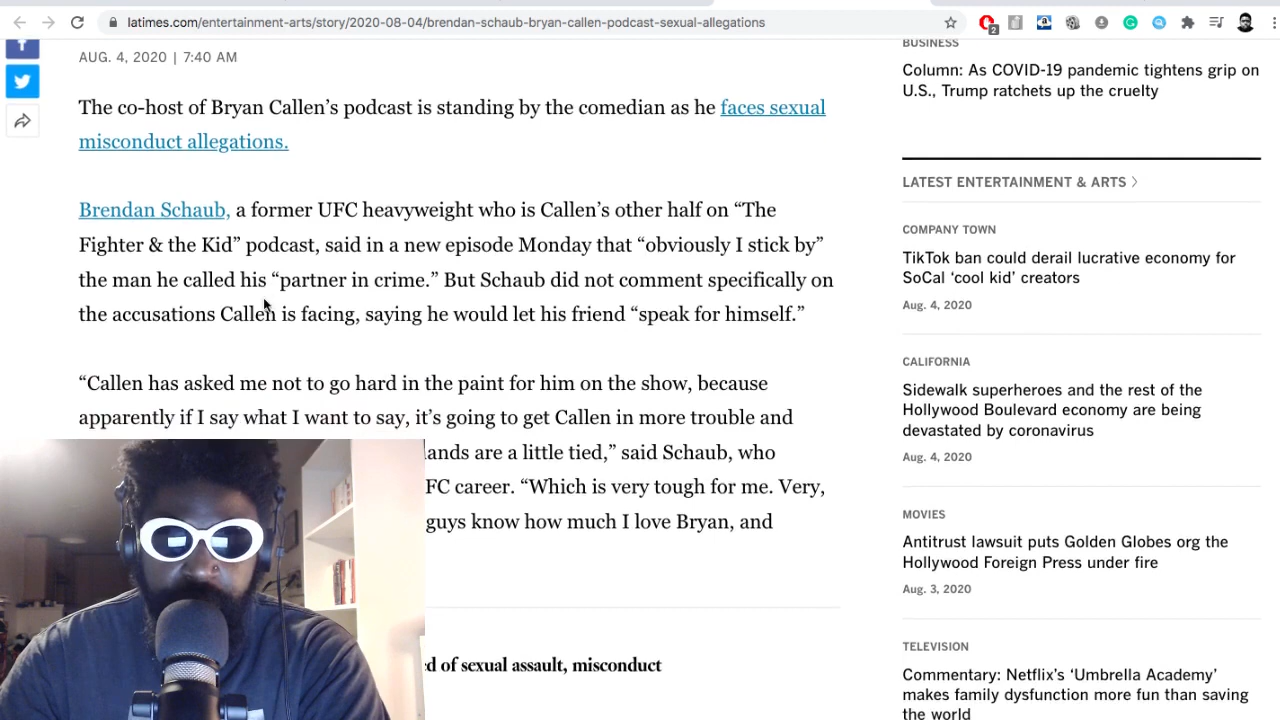 latimes.com/entertainment-arts/story/2020-08-04/brendan-schaub-bryan-callen-podcast-sexual-allegations
2
AUG. 4, 2020 | 7:40 AM
The co-host of Bryan Callen’s podcast is standing by the comedian as he faces sexual
misconduct allegations.
Brendan Schaub, a former UFC heavyweight who is Callen’s other half on “The
Fighter & the Kid” podcast, said in a new episode Monday that “obviously I stick by”
the man he called his “partner in crime.” But Schaub did not comment specifically on
the accusations Callen is facing, saying he would let his friend “speak for himself.”
“Callen has asked me not to go hard in the paint for him on the show, because
apparently if I say what I want to say, it’s going to get Callen in more trouble and
are a little tied,” said Schaub, who
career. “Which is very tough for me. Very,
guys know how much I love Bryan, and
of sexual assault, misconduct
BUSINESS
Column: As COVID-19 pandemic tightens grip on
U.S., Trump ratchets up the cruelty
LATEST ENTERTAINMENT & ARTS >
COMPANY TOWN
TikTok ban could derail lucrative economy for
SoCal ‘cool kid’ creators
Aug. 4, 2020
CALIFORNIA
Sidewalk superheroes and the rest of the
Hollywood Boulevard economy are being
devastated by coronavirus
Aug. 4, 2020
MOVIES
Antitrust lawsuit puts Golden Globes org the
Hollywood Foreign Press under fire
Aug. 3, 2020
TELEVISION
Commentary: Netflix’s ‘Umbrella Academy’
makes family dysfunction more fun than saving
the world